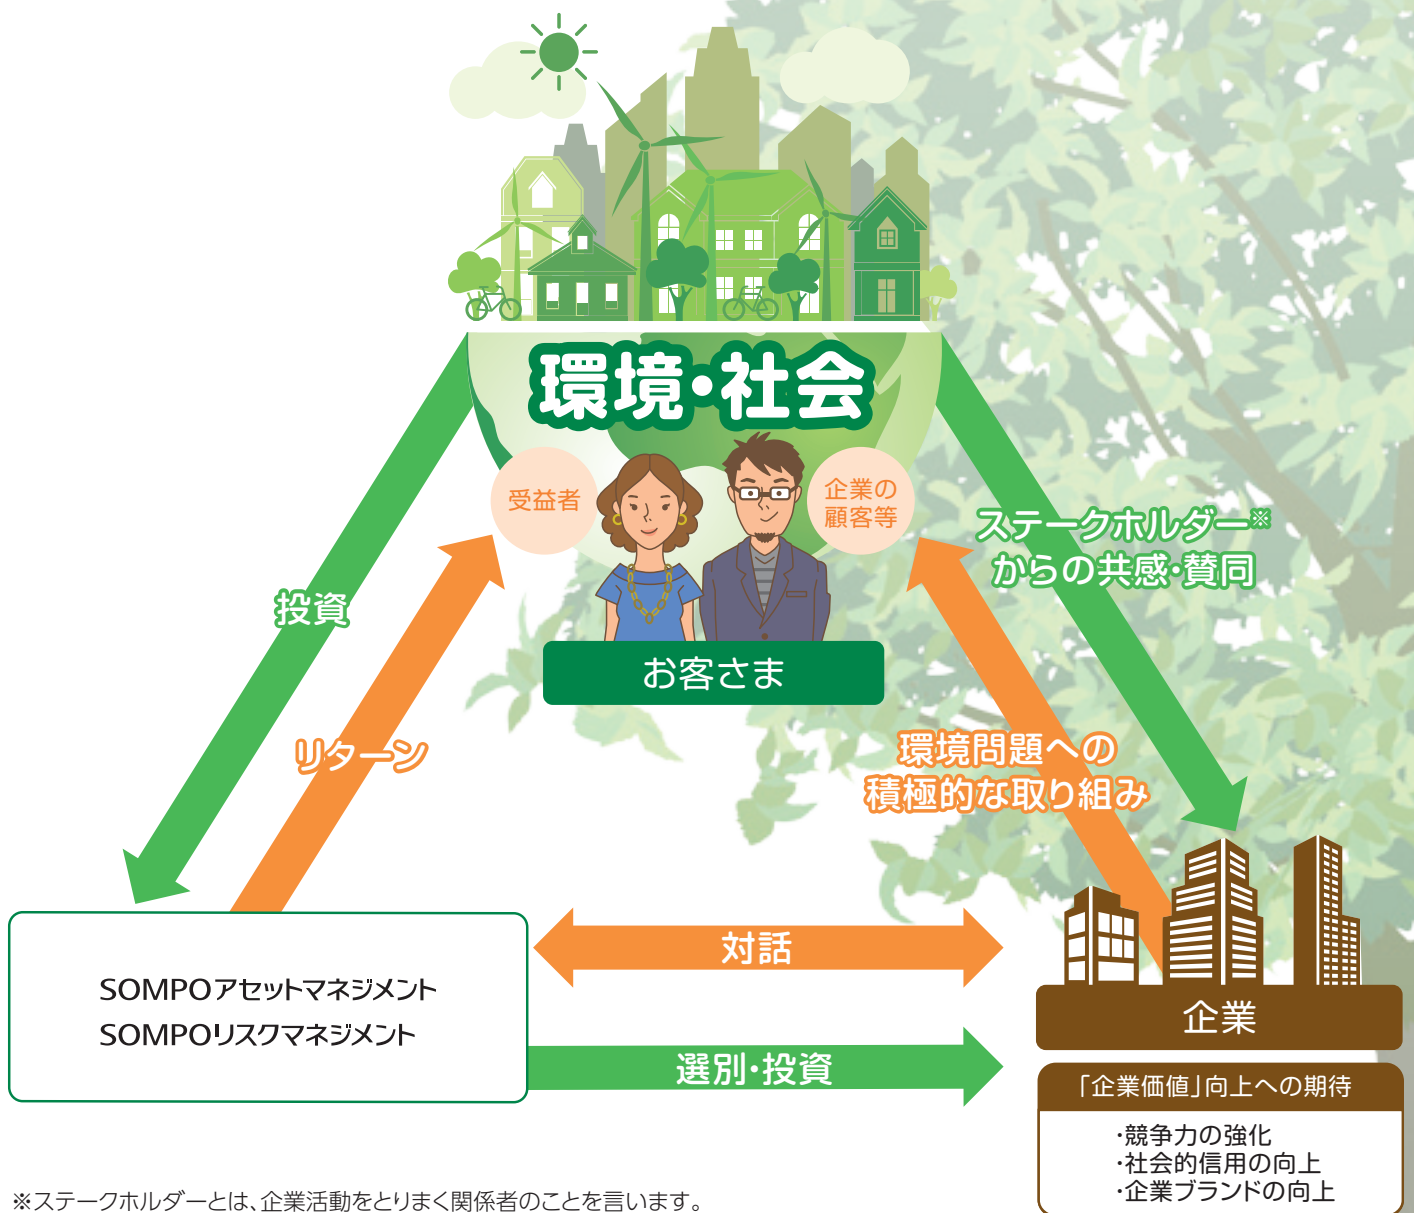 環境・社会
受益者
企業の
顧客等
お客さま
投資
リターン
ステークホルダー※
からの共感・賛同
環境問題への
積極的な取り組み
対話
選別・投資
SOMPOアセットマネジメント
SOMPOリスクマネジメント
企業
「企業価値」向上への期待
・競争力の強化
・社会的信用の向上
・企業ブランドの向上
※ステークホルダーとは、企業活動をとりまく関係者のことを言います。